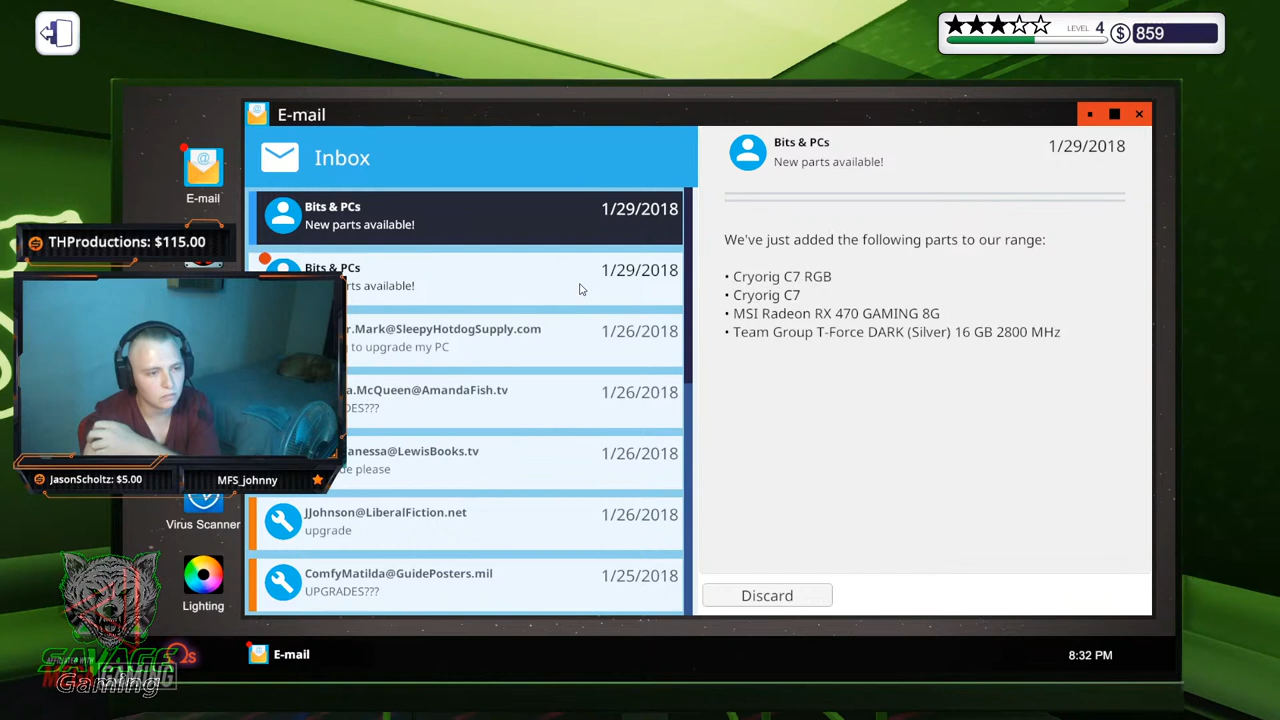 LEVEL 4
$ 859
E-mail
Inbox
Bits & PCs
New parts available!
1/29/2018
Bits & PCs
New parts available!
1/29/2018
E-mail
Bits & PCs
1/29/2018
rts available!
THProductions: $115.00
r.Mark@SleepyHotdogSupply.com
1/26/2018
to upgrade my PC
a.McQueen@AmandaFish.tv
1/26/2018
DES???
anessa@LewisBooks.tv
1/26/2018
de please
JasonScholtz: $5.00
MFS_johnny
JJohnson@LiberalFiction.net
1/26/2018
upgrade
Virus Scanner
ComfyMatilda@GuidePosters.mil
1/25/2018
UPGRADES???
Lighting
We've just added the following parts to our range:
• Cryorig C7 RGB
• Cryorig C7
• MSI Radeon RX 470 GAMING 8G
• Team Group T-Force DARK (Silver) 16 GB 2800 MHz
Discard
E-mail
8:32 PM
SAVAGE
Gaming